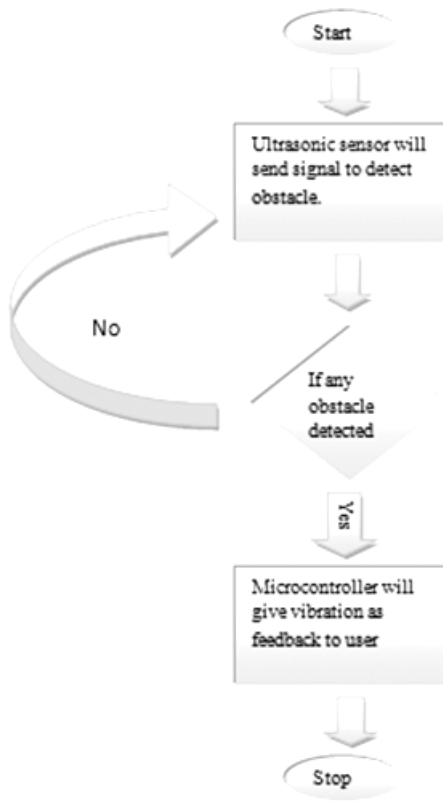 Start
Ultrasonic sensor will
send signal to detect
obstacle.
No
If any
obstacle
detected
Yes
Microcontroller will
give vibration as
feedback to user
Stop